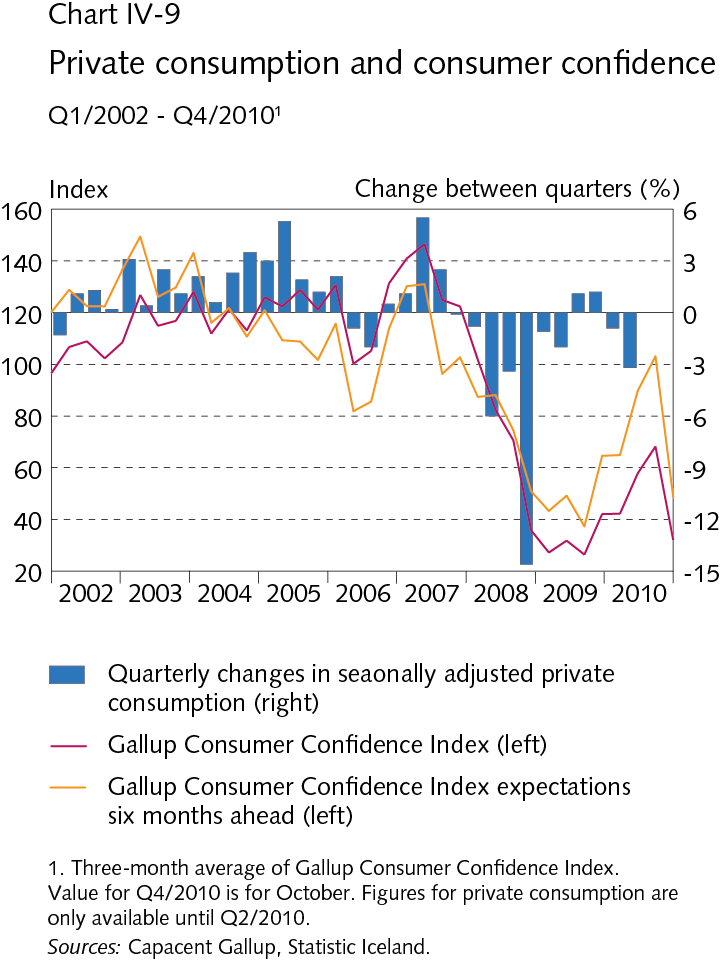 Chart IV-9
Private consumption and consumer confidence
Q1/2002 - Q4/2010¹
Index
Change between quarters (%)
160 6
140 3
120 0
100 -3
80 -6
60 -9
40 -12
20 -15
2002 2003 2004 2005 2006 2007 2008 2009 2010
Quarterly changes in seaonally adjusted private
consumption (right)
Gallup Consumer Confidence Index (left)
Gallup Consumer Confidence Index expectations
six months ahead (left)
1. Three-month average of Gallup Consumer Confidence Index.
Value for Q4/2010 is for October. Figures for private consumption are
only available until Q2/2010.
Sources: Capacent Gallup, Statistic Iceland.